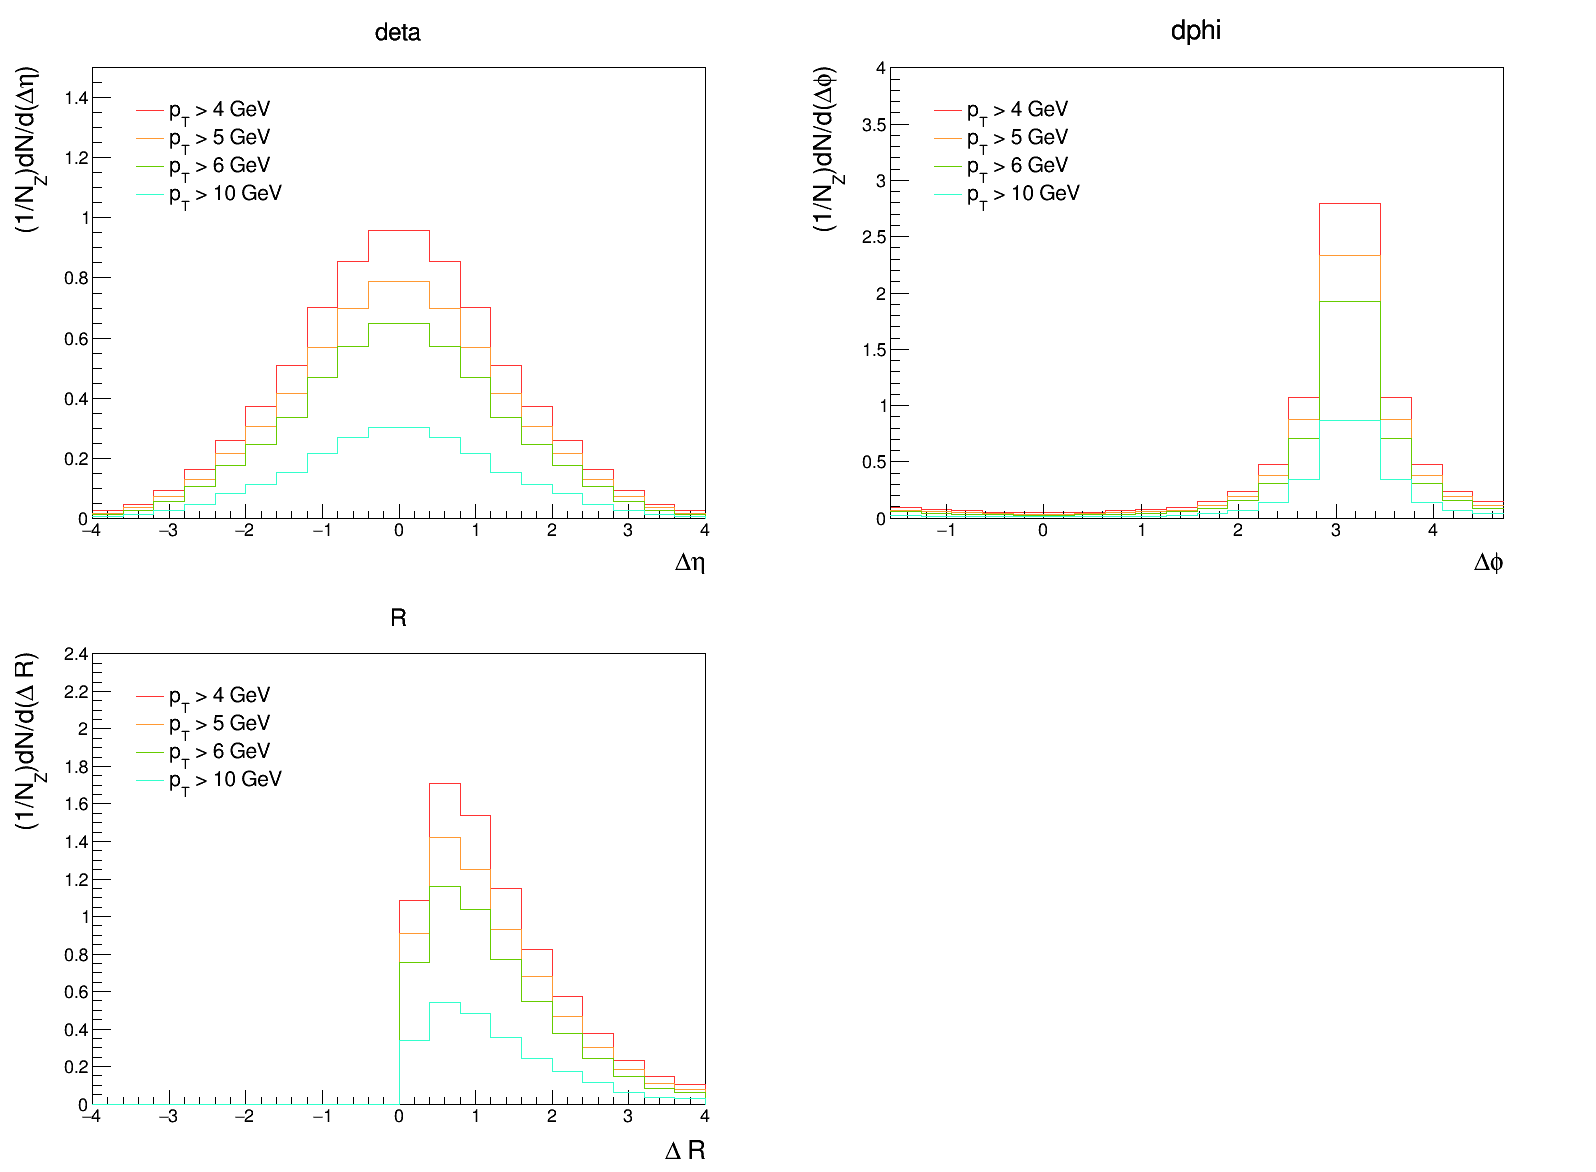 deta
(1/N_Z)dN/d(Δη)
p_T > 4 GeV
p_T > 5 GeV
p_T > 6 GeV
p_T > 10 GeV
1.4
1.2
1
0.8
0.6
0.4
0.2
0
−4 −3 −2 −1 0 1 2 3 4
Δη
dphi
(1/N_Z)dN/d(Δϕ)
p_T > 4 GeV
p_T > 5 GeV
p_T > 6 GeV
p_T > 10 GeV
4
3.5
3
2.5
2
1.5
1
0.5
0
−1 0 1 2 3 4
Δϕ
R
(1/N_Z)dN/d(Δ R)
p_T > 4 GeV
p_T > 5 GeV
p_T > 6 GeV
p_T > 10 GeV
2.4
2.2
2
1.8
1.6
1.4
1.2
1
0.8
0.6
0.4
0.2
0
−4 −3 −2 −1 0 1 2 3 4
Δ R